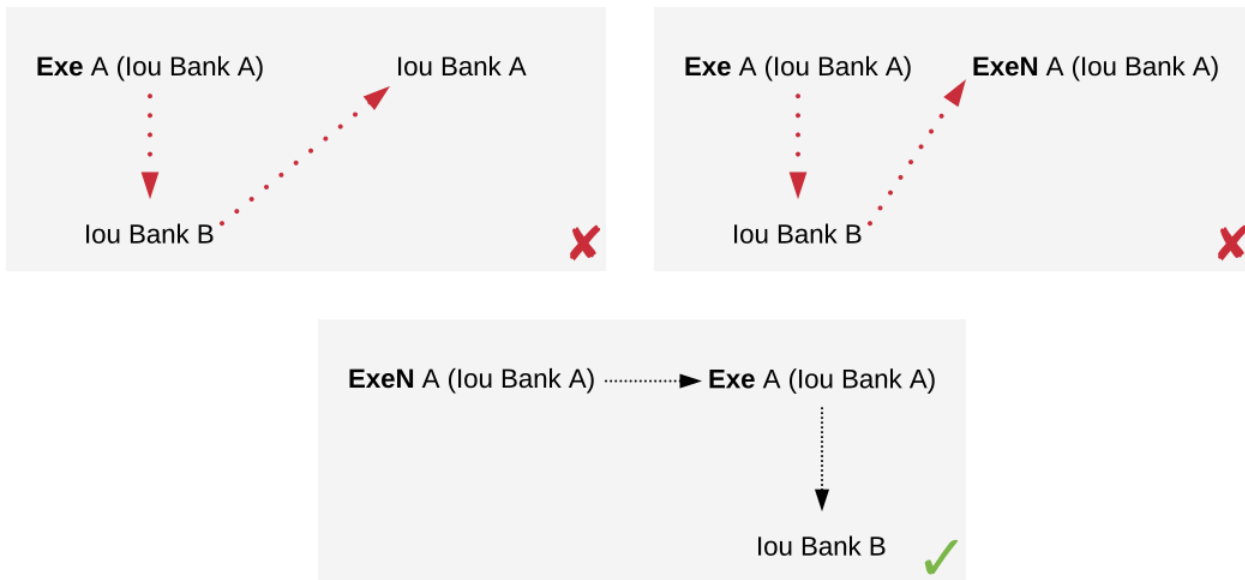 Exe A (Iou Bank A) Iou Bank A
Iou Bank B
Exe A (Iou Bank A) ExeN A (Iou Bank A)
Iou Bank B
ExeN A (Iou Bank A) Exe A (Iou Bank A)
Iou Bank B